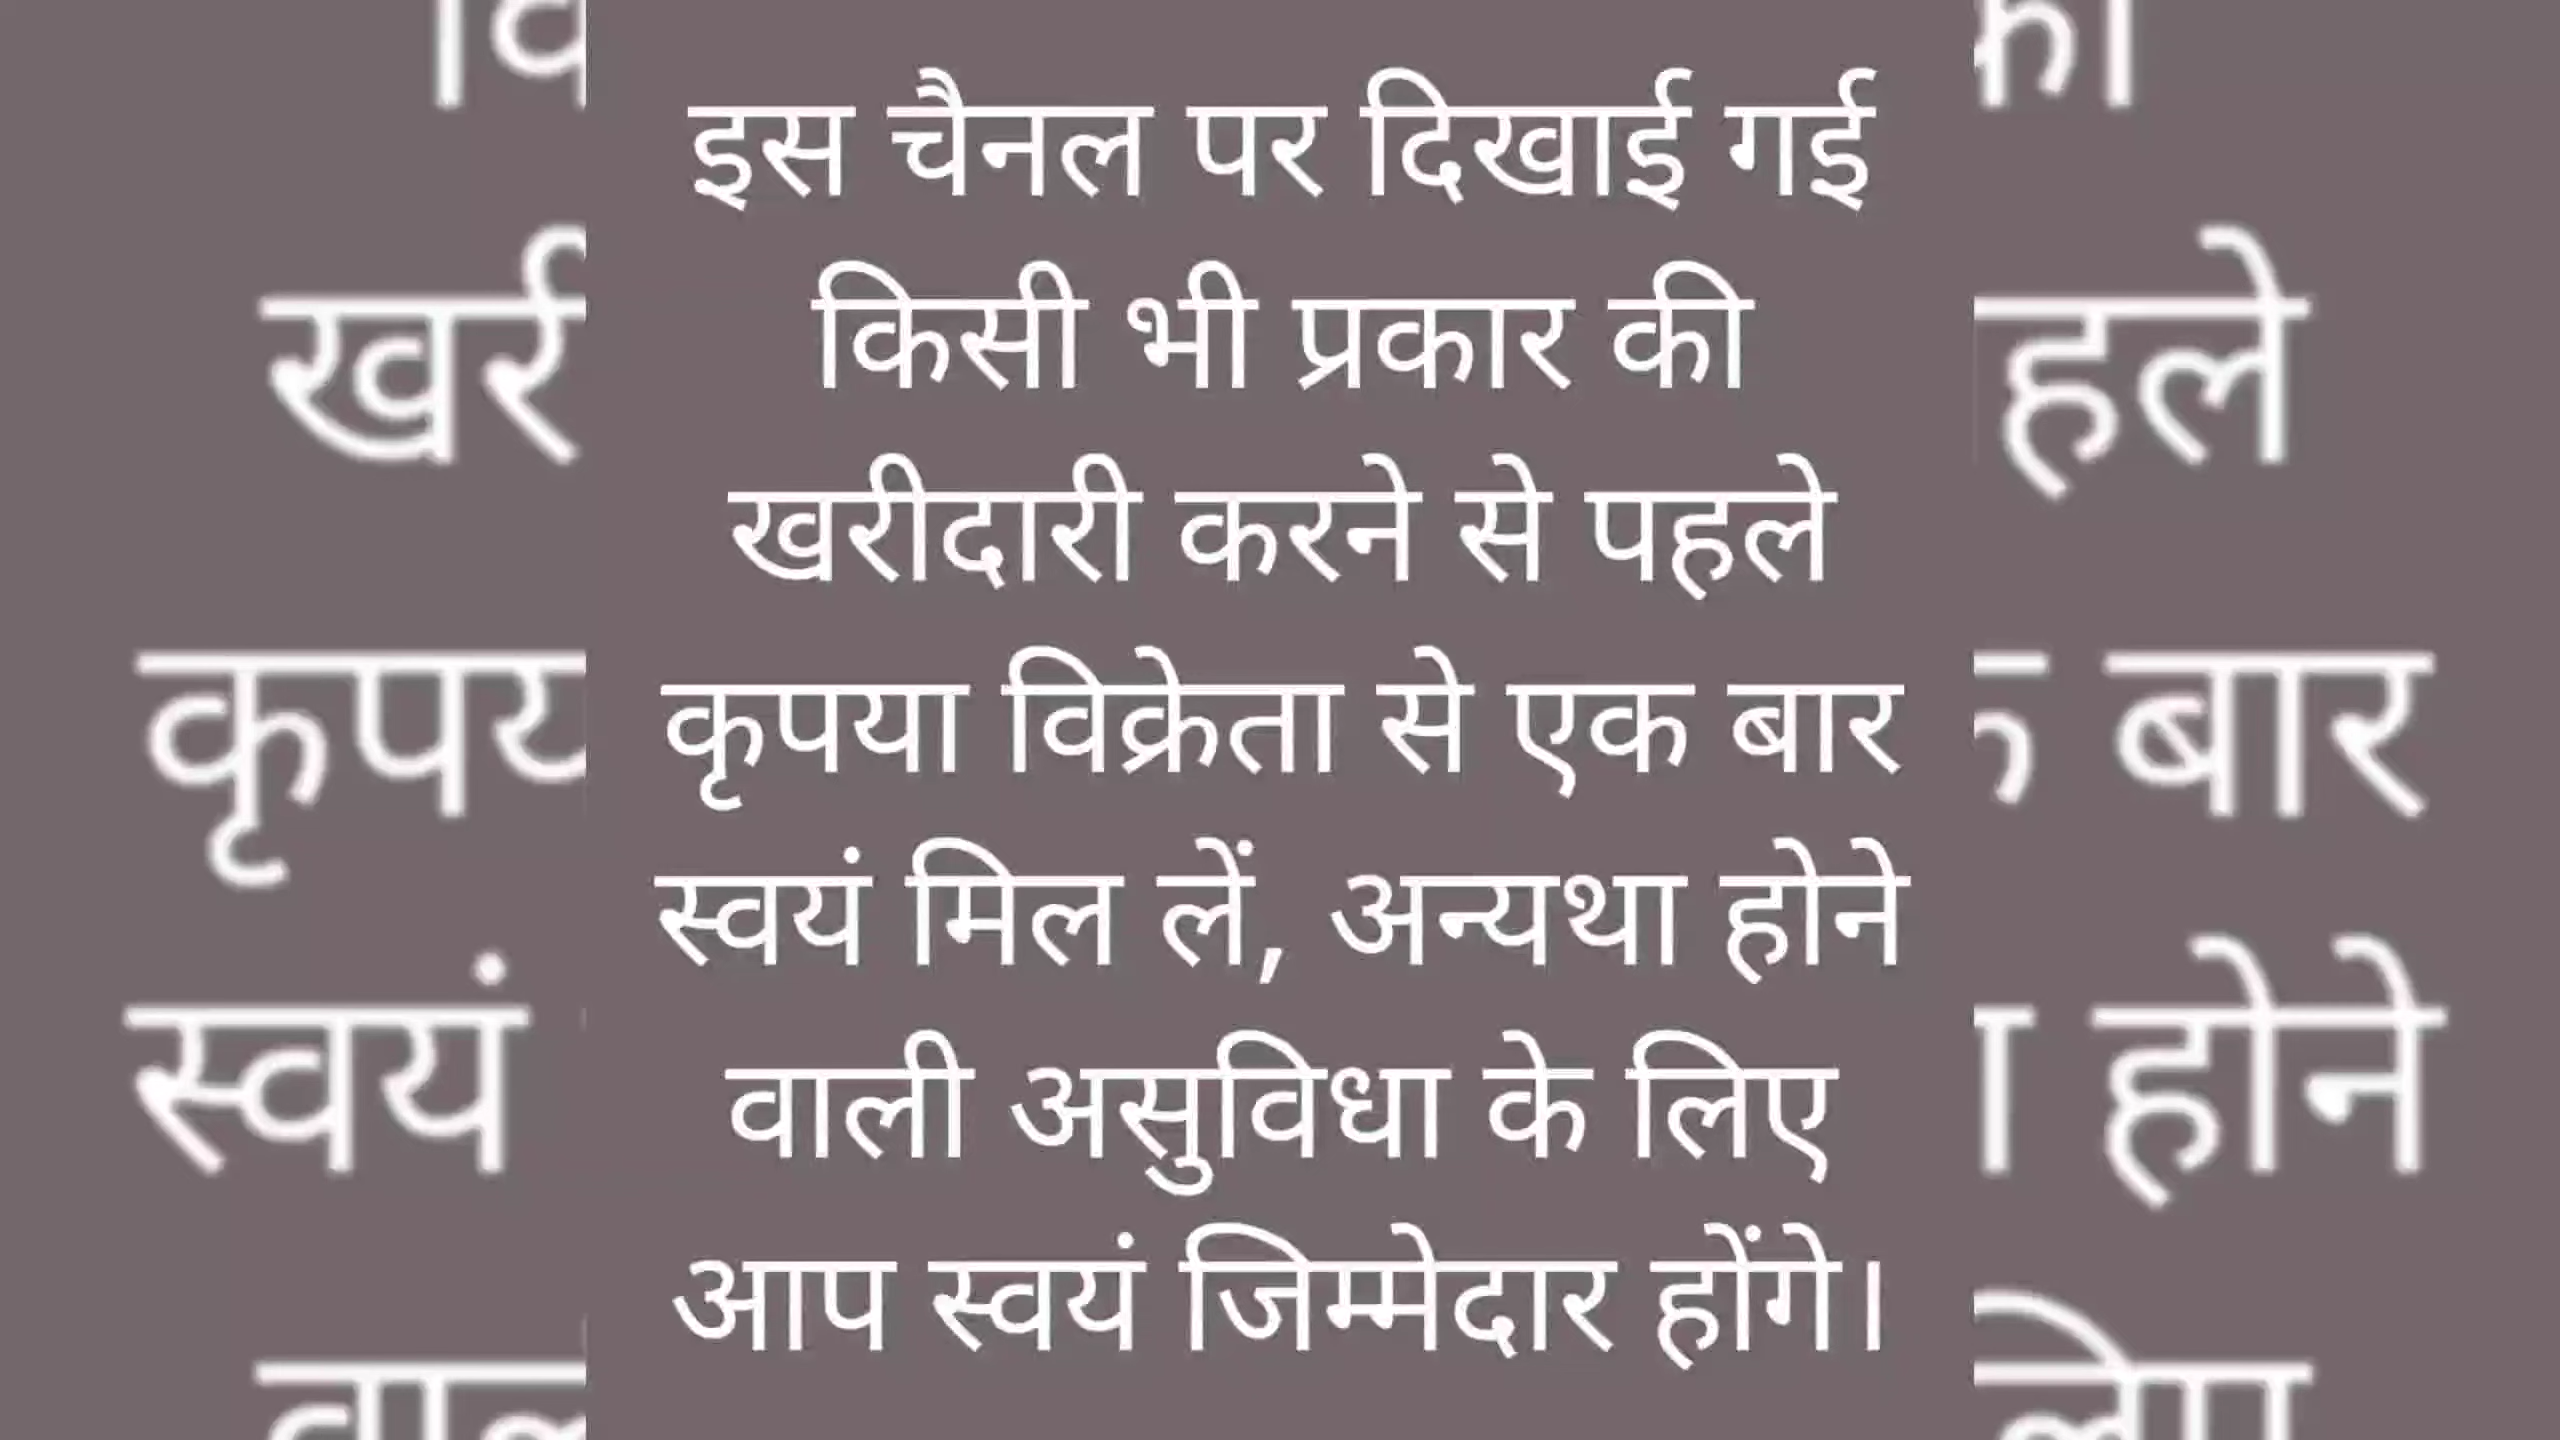 इस चैनल पर दिखाई गई
किसी भी प्रकार की
खरीदारी करने से पहले
कृपया विक्रेता से एक बार
स्वयं मिल लें, अन्यथा होने
वाली असुविधा के लिए
आप स्वयं जिम्मेदार होंगे।